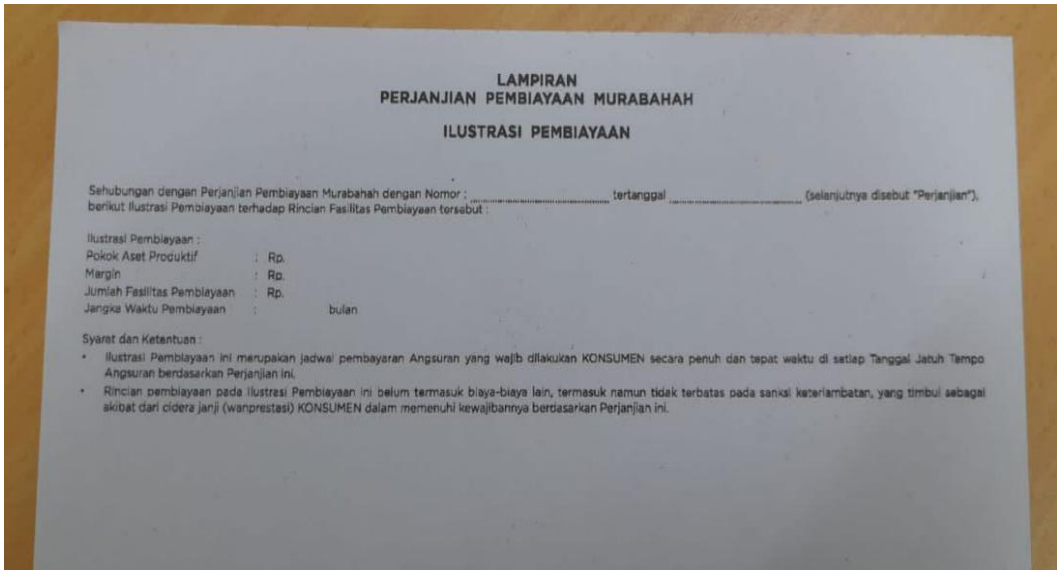 LAMPIRAN
PERJANJIAN PEMBIAYAAN MURABAHAH
ILUSTRASI PEMBIAYAAN
Sehubungan dengan Perjanjian Pembiayaan Murabahah dengan Nomor : ........................ tertanggal ........................ (selanjutnya disebut "Perjanjian"),
berikut Ilustrasi Pembiayaan terhadap Rincian Fasilitas Pembiayaan tersebut :
Ilustrasi Pembiayaan :
Pokok Aset Produktif : Rp.
Margin : Rp.
Jumlah Fasilitas Pembiayaan : Rp.
Jangka Waktu Pembiayaan : bulan
Syarat dan Ketentuan :
• Ilustrasi Pembiayaan ini merupakan jadwal pembayaran Angsuran yang wajib dilakukan KONSUMEN secara penuh dan tepat waktu di setiap Tanggal Jatuh Tempo
Angsuran berdasarkan Perjanjian ini.
• Rincian pembiayaan pada Ilustrasi Pembiayaan ini belum termasuk biaya-biaya lain, termasuk namun tidak terbatas pada sanksi keterlambatan, yang timbul sebagai
akibat dari cidera janji (wanprestasi) KONSUMEN dalam memenuhi kewajibannya berdasarkan Perjanjian ini.